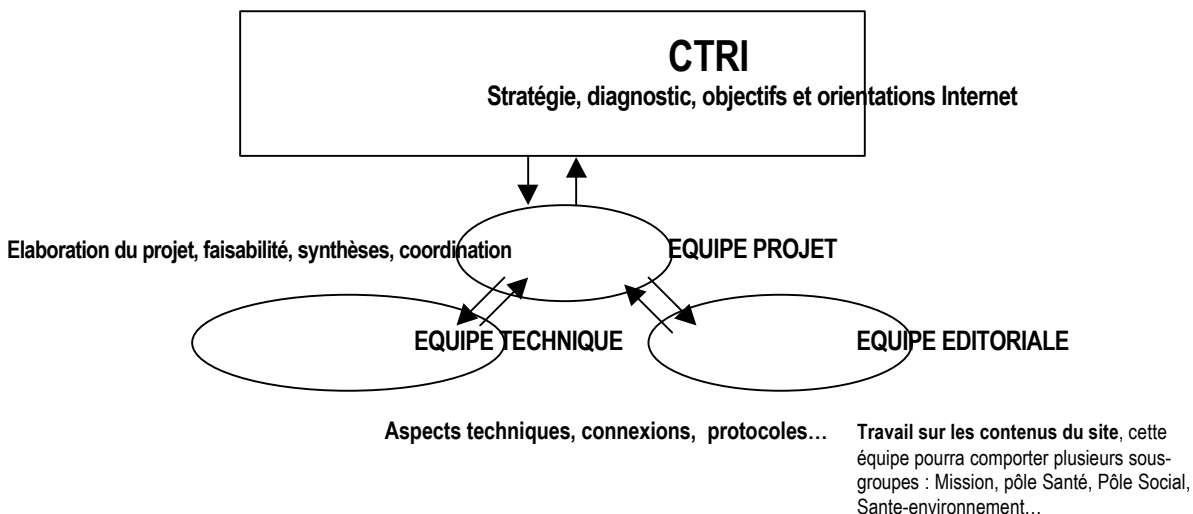 CTRI
Stratégie, diagnostic, objectifs et orientations Internet
Elaboration du projet, faisabilité, synthèses, coordination
EQUIPE PROJET
EQUIPE TECHNIQUE
EQUIPE EDITORIALE
Aspects techniques, connexions, protocoles…
Travail sur les contenus du site, cette
équipe pourra comporter plusieurs sous-
groupes : Mission, pôle Santé, Pôle Social,
Sante-environnement…